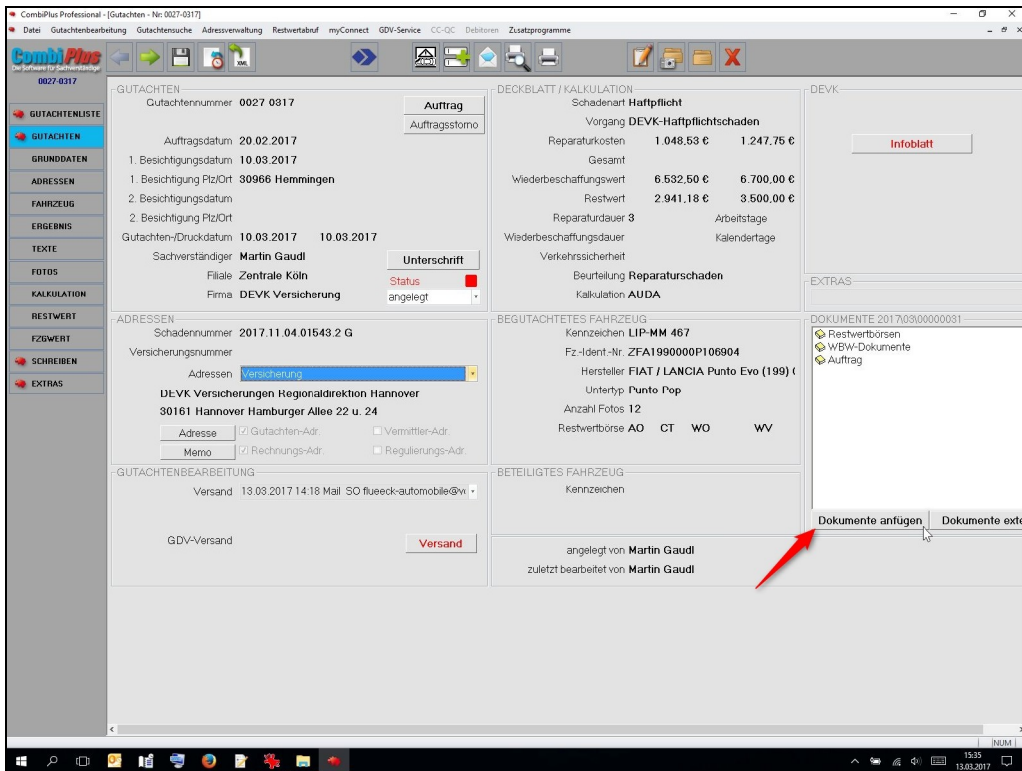 CombiPlus Professional - [Gutachten - Nr: 0027-0317]
Datei Gutachtenbearbeitung Gutachtensuche Adressverwaltung Restwertabruf myConnect GDV-Service CC-QC Debitoren Zusatzprogramme
CombiPlus
Die Software für Sachverständige
XML
0027-0317
GUTACHTENLISTE
GUTACHTEN
GRUNDDATEN
ADRESSEN
FAHRZEUG
ERGEBNIS
TEXTE
FOTOS
KALKULATION
RESTWERT
FZGWERT
SCHREIBEN
EXTRAS
GUTACHTEN
Gutachtennummer 0027 0317 Auftrag
Auftragsstorno
Auftragsdatum 20.02.2017
1. Besichtigungsdatum 10.03.2017
1. Besichtigung Plz/Ort 30966 Hemmingen
2. Besichtigungsdatum
2. Besichtigung Plz/Ort
Gutachten-/Druckdatum 10.03.2017 10.03.2017
Sachverständiger Martin Gaudl Unterschrift
Filiale Zentrale Köln Status
Firma DEVK Versicherung angelegt
DECKBLATT / KALKULATION
Schadenart Haftpflicht
Vorgang DEVK-Haftpflichtschaden
Reparaturkosten 1.048,53 € 1.247,75 €
Gesamt
Wiederbeschaffungswert 6.532,50 € 6.700,00 €
Restwert 2.941,18 € 3.500,00 €
Reparaturdauer 3 Arbeitstage
Wiederbeschaffungsdauer Kalendertage
Verkehrssicherheit
Beurteilung Reparaturschaden
Kalkulation AUDA
DEVK
Infoblatt
EXTRAS
ADRESSEN
Schadennummer 2017.11.04.01543.2 G
Versicherungsnummer
Adressen Versicherung
DEVK Versicherungen Regionaldirektion Hannover
30161 Hannover Hamburger Allee 22 u. 24
Adresse Gutachten-Adr. Vermittler-Adr.
Memo Rechnungs-Adr. Regulierungs-Adr.
BEGUTACHTETES FAHRZEUG
Kennzeichen LIP-MM 467
Fz.-Ident.-Nr. ZFA1990000P106904
Hersteller FIAT / LANCIA Punto Evo (199) (
Untertyp Punto Pop
Anzahl Fotos 12
Restwertbörse AO CT WO WV
DOKUMENTE 2017\03\00000031
Restwertbörsen
WBW-Dokumente
Auftrag
Dokumente anfügen Dokumente exte
GUTACHTENBEARBEITUNG
Versand 13.03.2017 14:18 Mail SO flueeck-automobile@
GDV-Versand Versand
BETEILIGTES FAHRZEUG
Kennzeichen
angelegt von Martin Gaudl
zuletzt bearbeitet von Martin Gaudl
NUM
15:35
13.03.2017